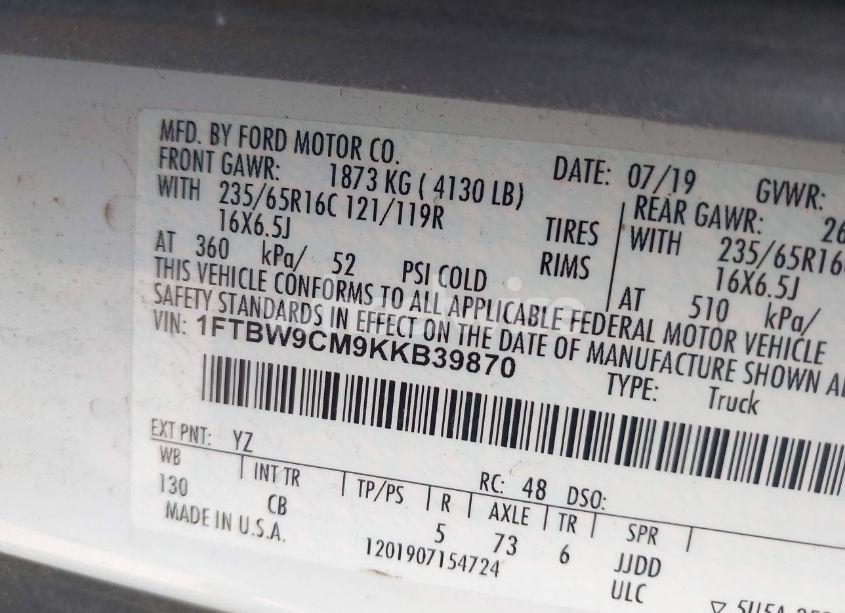 MFD. BY FORD MOTOR CO.
DATE: 07/19 GVWR:
FRONT GAWR: 1873 KG ( 4130 LB)
REAR GAWR: 26
WITH 235/65R16C 121/119R TIRES
WITH 235/65R16
16X6.5J RIMS
16X6.5J
AT 360 kPa/ 52 PSI COLD
AT 510 kPa/
THIS VEHICLE CONFORMS TO ALL APPLICABLE FEDERAL MOTOR VEHICLE
SAFETY STANDARDS IN EFFECT ON THE DATE OF MANUFACTURE SHOWN A
VIN: 1FTBW9CM9KKB39870
TYPE: Truck
EXT PNT: YZ RC: 48 DSO:
WB INT TR TP/PS R AXLE TR SPR
130 CB 5 73 6 JJDD
MADE IN U.S.A. 1201907154724 ULC